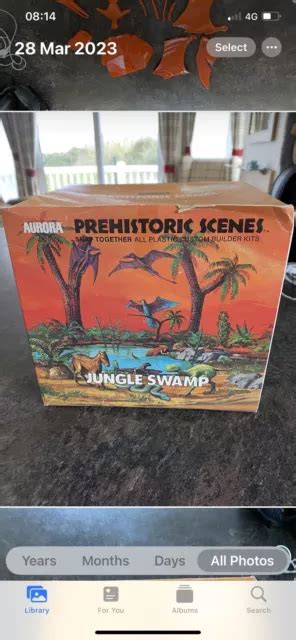 08:14
4G
28 Mar 2023
Select
AURORA PREHISTORIC SCENES
SNAP TOGETHER ALL PLASTIC CUSTOM BUILDER KITS
JUNGLE SWAMP
Years
Months
Days
All Photos
Library
For You
Albums
Search